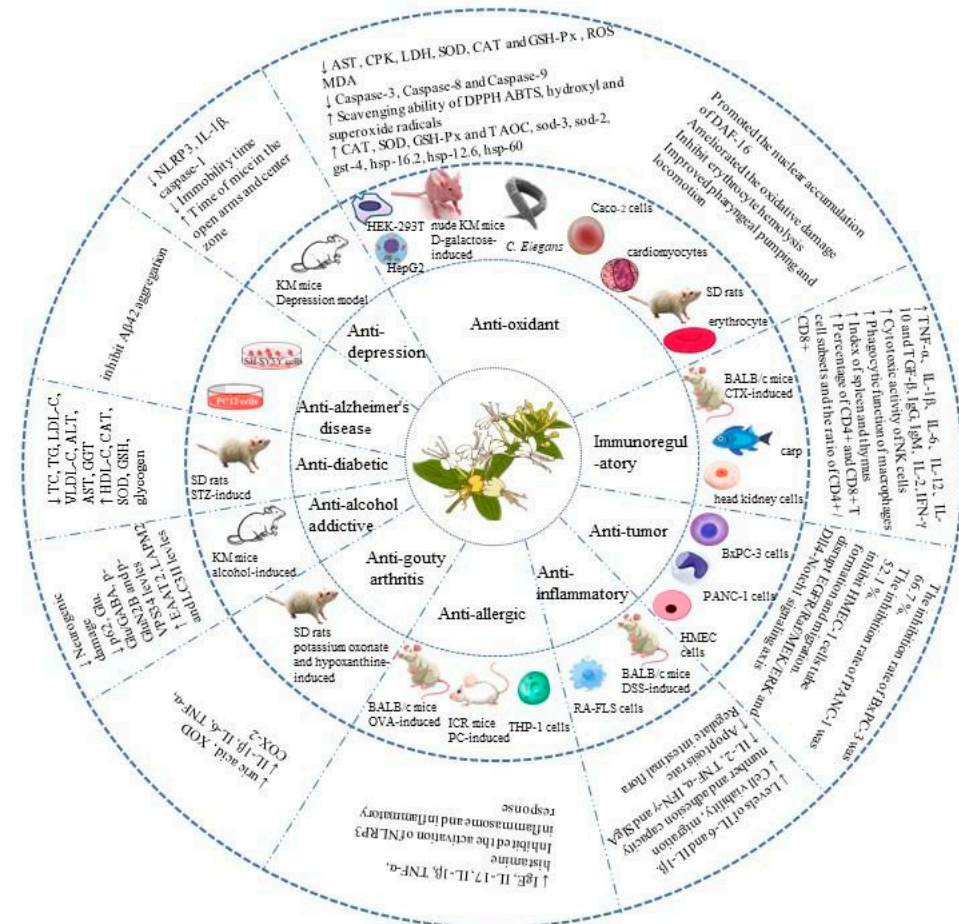 ↓ AST, CPK, LDH, SOD, CAT and GSH-Px , ROS
MDA
↓ Caspase-3, Caspase-8 and Caspase-9
↑ Scavenging ability of DPPH ABTS, hydroxyl and
superoxide radicals
↑ CAT, SOD, GSH-Px and TAOC, sod-3, sod-2,
gst-4, hsp-16.2, hsp-12.6, hsp-60
Promoted the nuclear accumulation
of DAF-16
Ameliorated the oxidative damage
Inhibit erythrocyte hemolysis
Improved pharyngeal pumping and
locomotion
HEK-293T
HepG2
nude KM mice
D-galactose-
induced
C. Elegans
Caco-2 cells
cardiomyocytes
SD rats
erythrocyte
Anti-oxidant
↑ TNF-α、IL-1β、IL-6、IL-12、IL-
10 and TGF-β, IgG, IgM、IL-2,IFN-γ
↑ Cytotoxic activity of NK cells
↑ Phagocytic function of macrophages
↑ Index of spleen and thymus
↑ Percentage of CD4+ and CD8+ T
cell subsets and the ratio of CD4+/
CD8+
BALB/c mice
CTX-induced
carp
head kidney cells
Immunoregul
-atory
The inhibition rate of BxPC-3 was
66.7%
The inhibition rate of PANC-1 was
52.1%.
inhibit HMEC-1 cells tube
formation and migration.
disrupt EGFR/Raf/MEK/ERK and
Dll4-Notch1 signaling axis
BxPC-3 cells
PANC-1 cells
HMEC
cells
Anti-tumor
↓ Levels of IL-6 and IL-1β.
↓ Cell viability, migration
number and adhesion capacity
↑ IL-2, TNF-α, IFN-γ and SIgA
↑ Apoprosis rate
Regulare intestinal flora
BALB/c mice
DSS-induced
RA-FLS cells
Anti-
inflammatory
↓ IgE, IL-17, IL-1β, TNF-α,
histamine
Inhibited the activation of NLRP3
inflammasome and inflammatory
response
THP-1 cells
ICR mice
PC-induced
BALB/c mice
OVA-induced
Anti-allergic
↓ uric acid, XOD
↓ IL-1β, IL-6, TNF-α,
COX-2
SD rats
potassium oxonate
and hypoxanthine-
induced
Anti-gouty
arthritis
↓ Neurogenic
damage
↓ p62, Glu,
Glu/GABA, p-
GluN2B and p-
VPS34 levles
↑ EAAT2, LAPM2
and LC3II leviles
KM mice
alcohol-induced
Anti-alcohol
addictive
↓ TC, TG, LDL-C,
VLDL-C, ALT,
AST, GGT
↑ HDL-C, CAT,
SOD, GSH,
glycogon
SD rats
STZ-inducd
Anti-diabetic
inhibit Aβ42 aggregation
SH-SY5Y cells
PC12 cells
Anti-alzheimer's
disease
↓ NLRP3, IL-1β,
caspase-1
↓ Immobility time
↑ Time of mice in the
open arms and center
zone
KM mice
Depression model
Anti-
depression